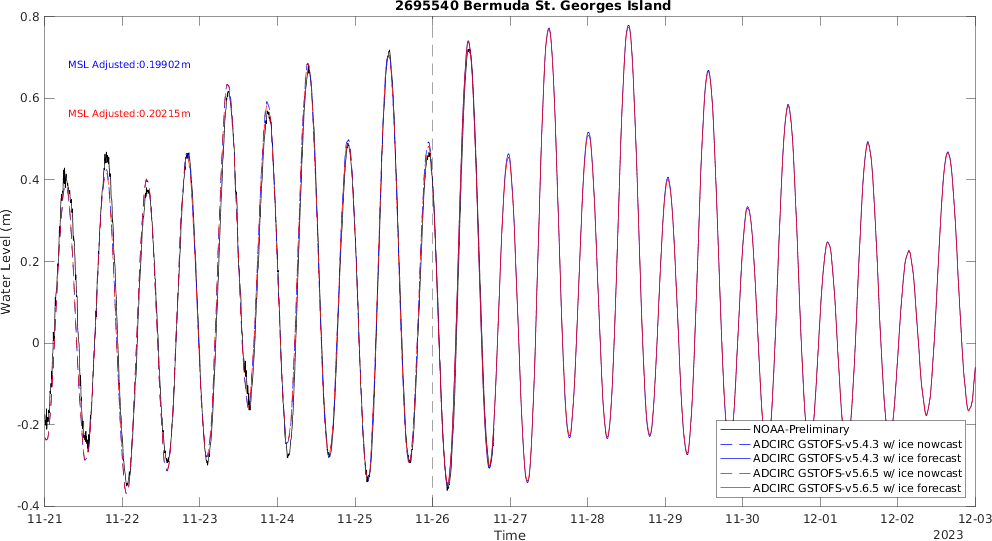 2695540 Bermuda St. Georges Island
0.8
MSL Adjusted:0.19902m
0.6
MSL Adjusted:0.20215m
0.4
Water Level (m)
0.2
0
-0.2
NOAA-Preliminary
ADCIRC GSTOFS-v5.4.3 w/ ice nowcast
ADCIRC GSTOFS-v5.4.3 w/ ice forecast
ADCIRC GSTOFS-v5.6.5 w/ ice nowcast
ADCIRC GSTOFS-v5.6.5 w/ ice forecast
-0.4
11-21 11-22 11-23 11-24 11-25 11-26 11-27 11-28 11-29 11-30 12-01 12-02 12-03
Time 2023